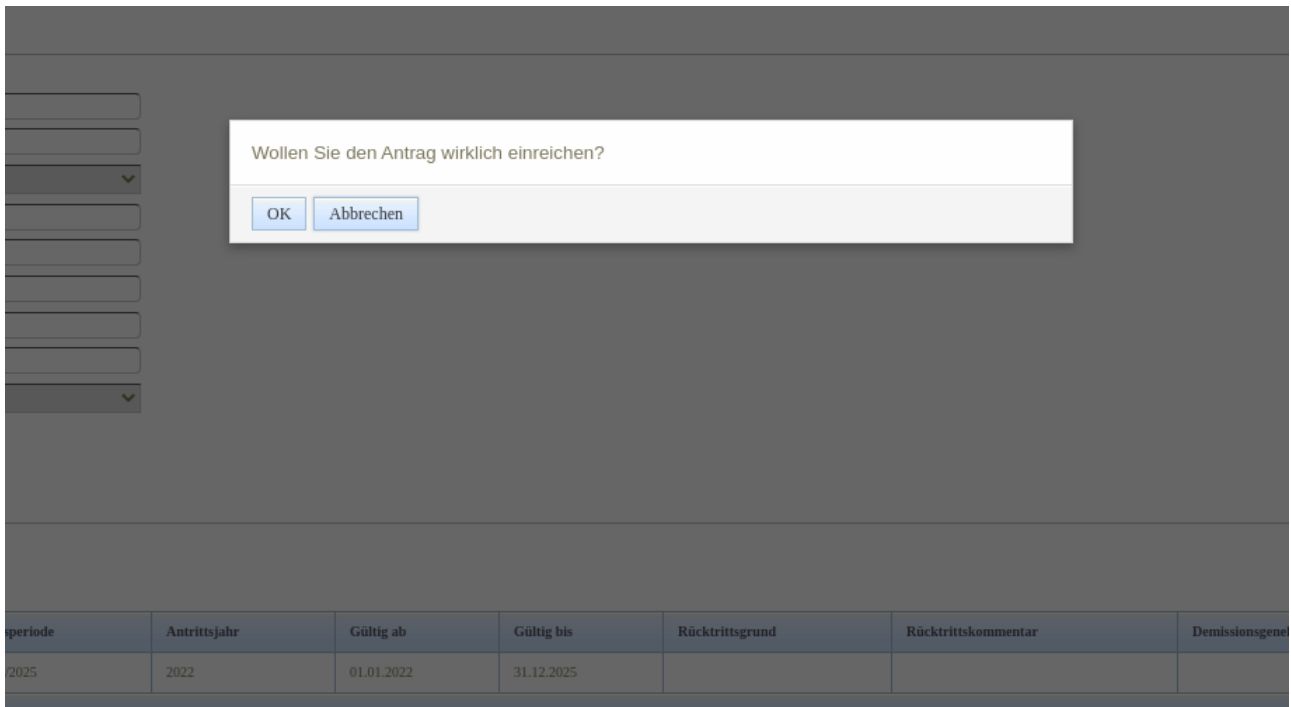 Wollen Sie den Antrag wirklich einreichen?
OK Abbrechen
Antrittsjahr Gültig ab Gültig bis Rücktrittsgrund Rücktrittskommentar
/2025 2022 01.01.2022 31.12.2025